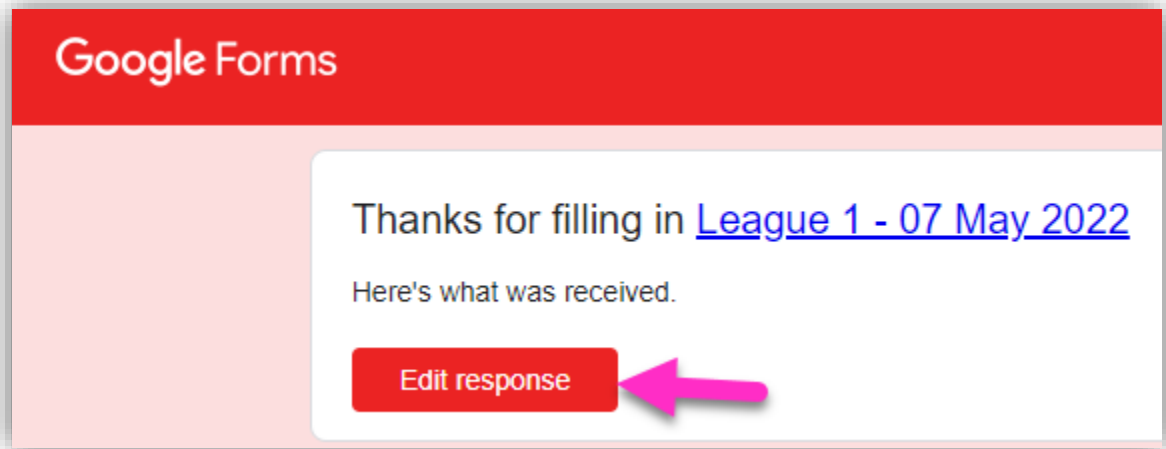 Google Forms
Thanks for filling in League 1 - 07 May 2022
Here's what was received.
Edit response